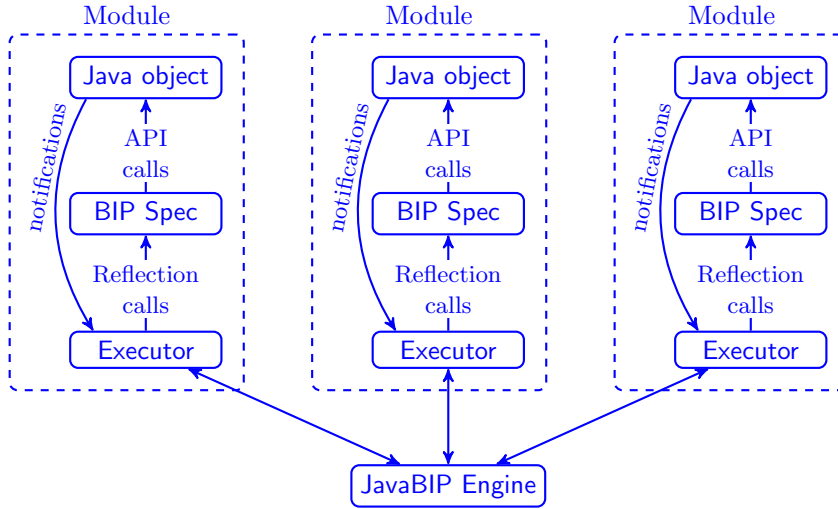 Module Module Module
Java object Java object Java object
notifications notifications notifications
API API API
calls calls calls
BIP Spec BIP Spec BIP Spec
Reflection Reflection Reflection
calls calls calls
Executor Executor Executor
JavaBIP Engine